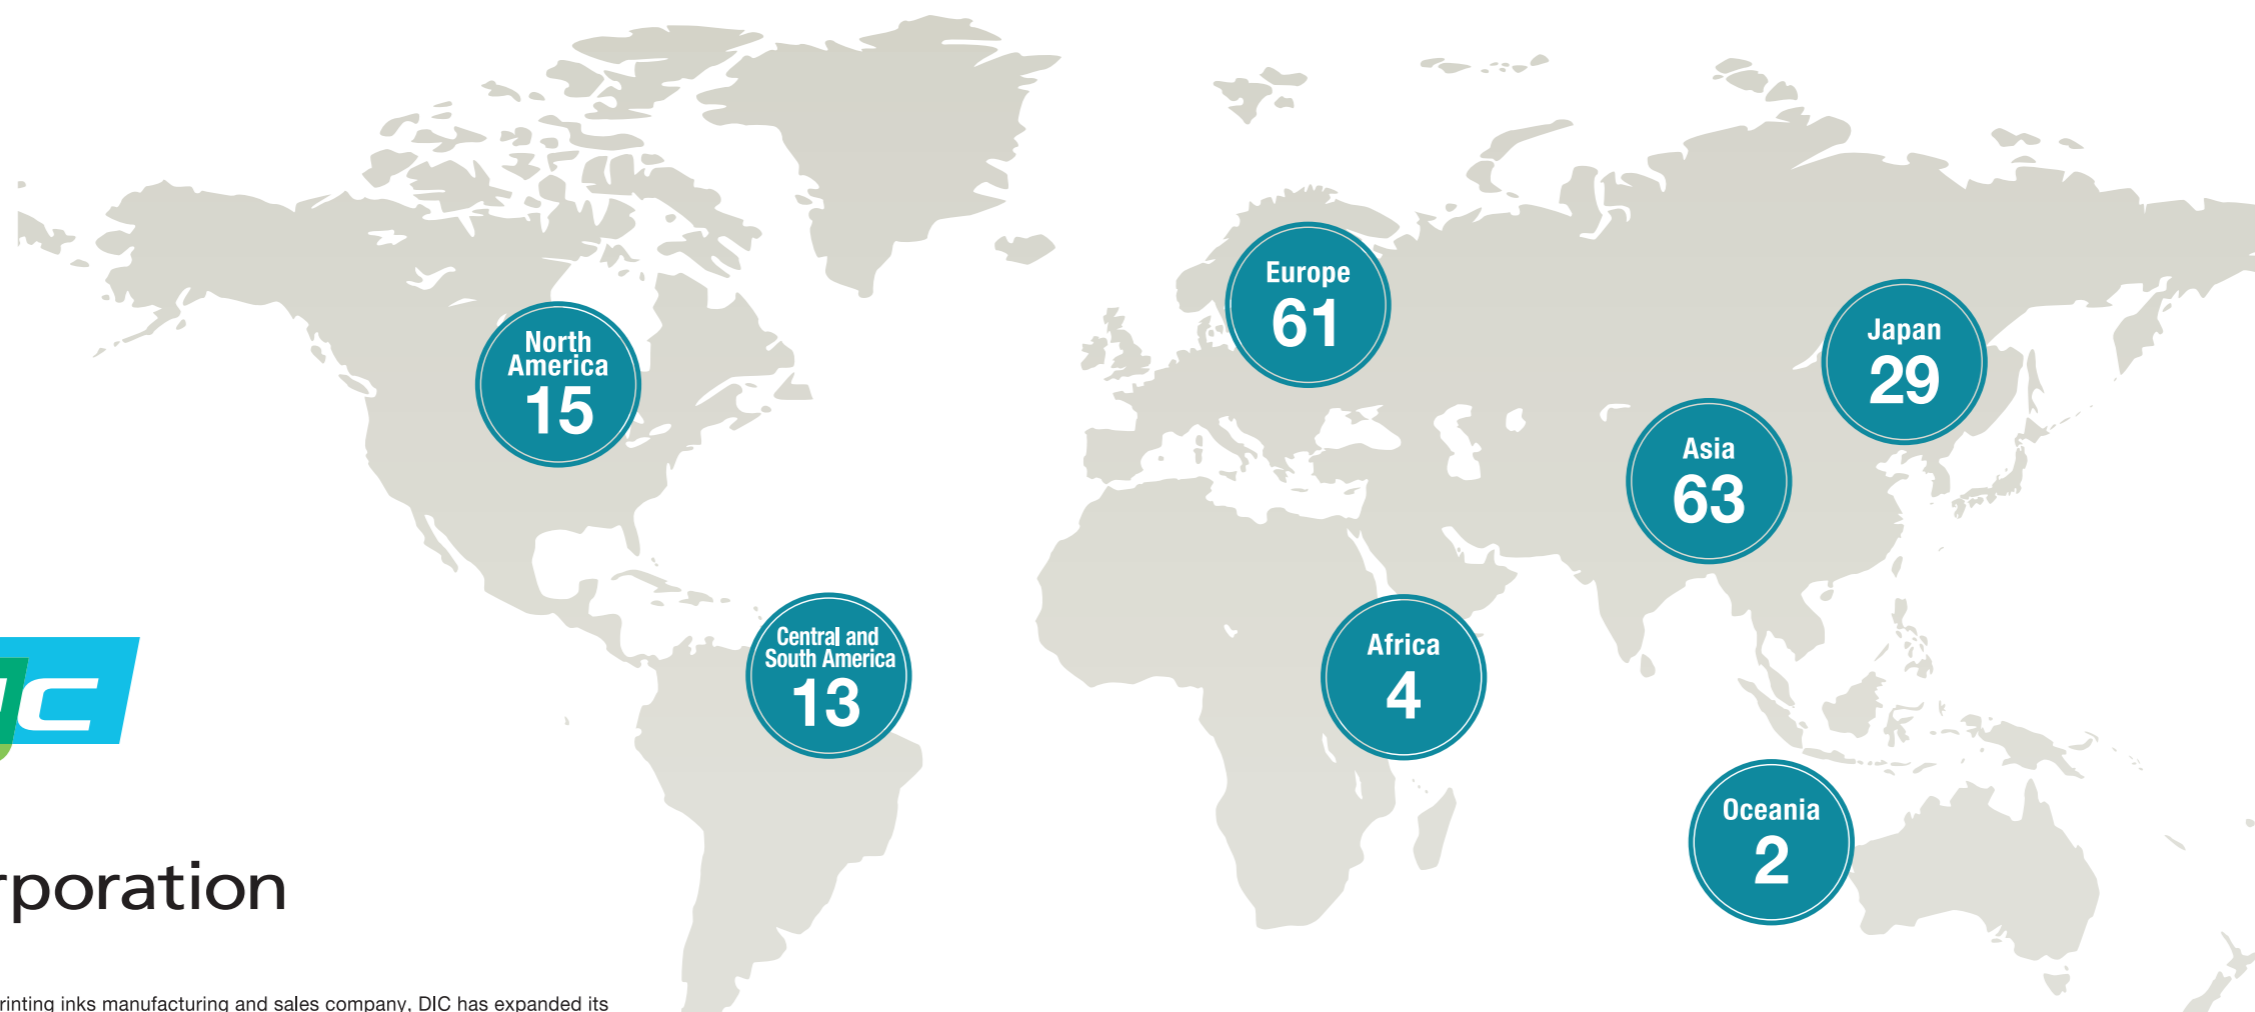 Europe
61
Japan
29
North
America
15
Asia
63
Central and
South America
13
Africa
4
Oceania
2
C
rporation
rinting inks manufacturing and sales company, DIC has expanded its